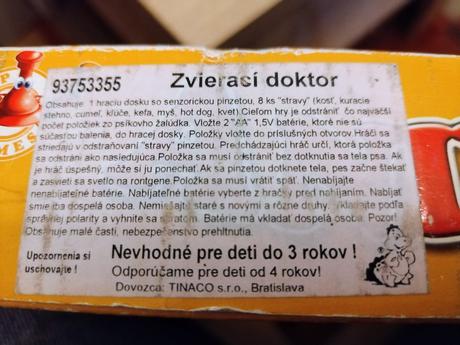 93753355 Zvierasí doktor
Obsahuje: 1 hraciu dosku so senzorickou pinzetou, 8 ks "stravy" (kosť, kuracie
stehno, cumeľ, kľúče, kefa, myš, hot dog, kvet).Cieľom hry je odstrániť čo najväčší
počet položiek zo psíkovho žalúdka. Vložte 2 "AA" 1,5V batérie, ktoré nie sú
súčasťou balenia, do hracej dosky. Položky vložte do príslušných otvorov.Hráči sa
striedajú v odstraňovaní "stravy" pinzetou. Predchádzajúci hráč určí, ktorá položka
sa odstráni ako nasledujúca.Položka sa musí odstrániť bez dotknutia sa tela psa. Ak
je hráč úspešný, môže si ju ponechať. Ak sa pinzetou dotknete tela, pes začne štekať
a zasvieti sa svetlo na rontgene.Položka sa musí vrátiť späť. Nenabíjajte
nenabíjateľné batérie. Nabíjateľné batérie vyberte z hračky pred nabíjaním. Nabíjať
smie iba dospelá osoba. Nemiešajte staré s novými a rôzne druhy. Vkladajte podľa
správnej polarity a vyhnite sa skratom. Batérie má vkladať dospelá osoba. Pozor!
Obsahuje malé časti, nebezpečenstvo prehltnutia.
Upozornenia si
uschovajte !
Nevhodné pre deti do 3 rokov !
Odporúčame pre deti od 4 rokov!
Dovozca: TINACO s.r.o., Bratislava